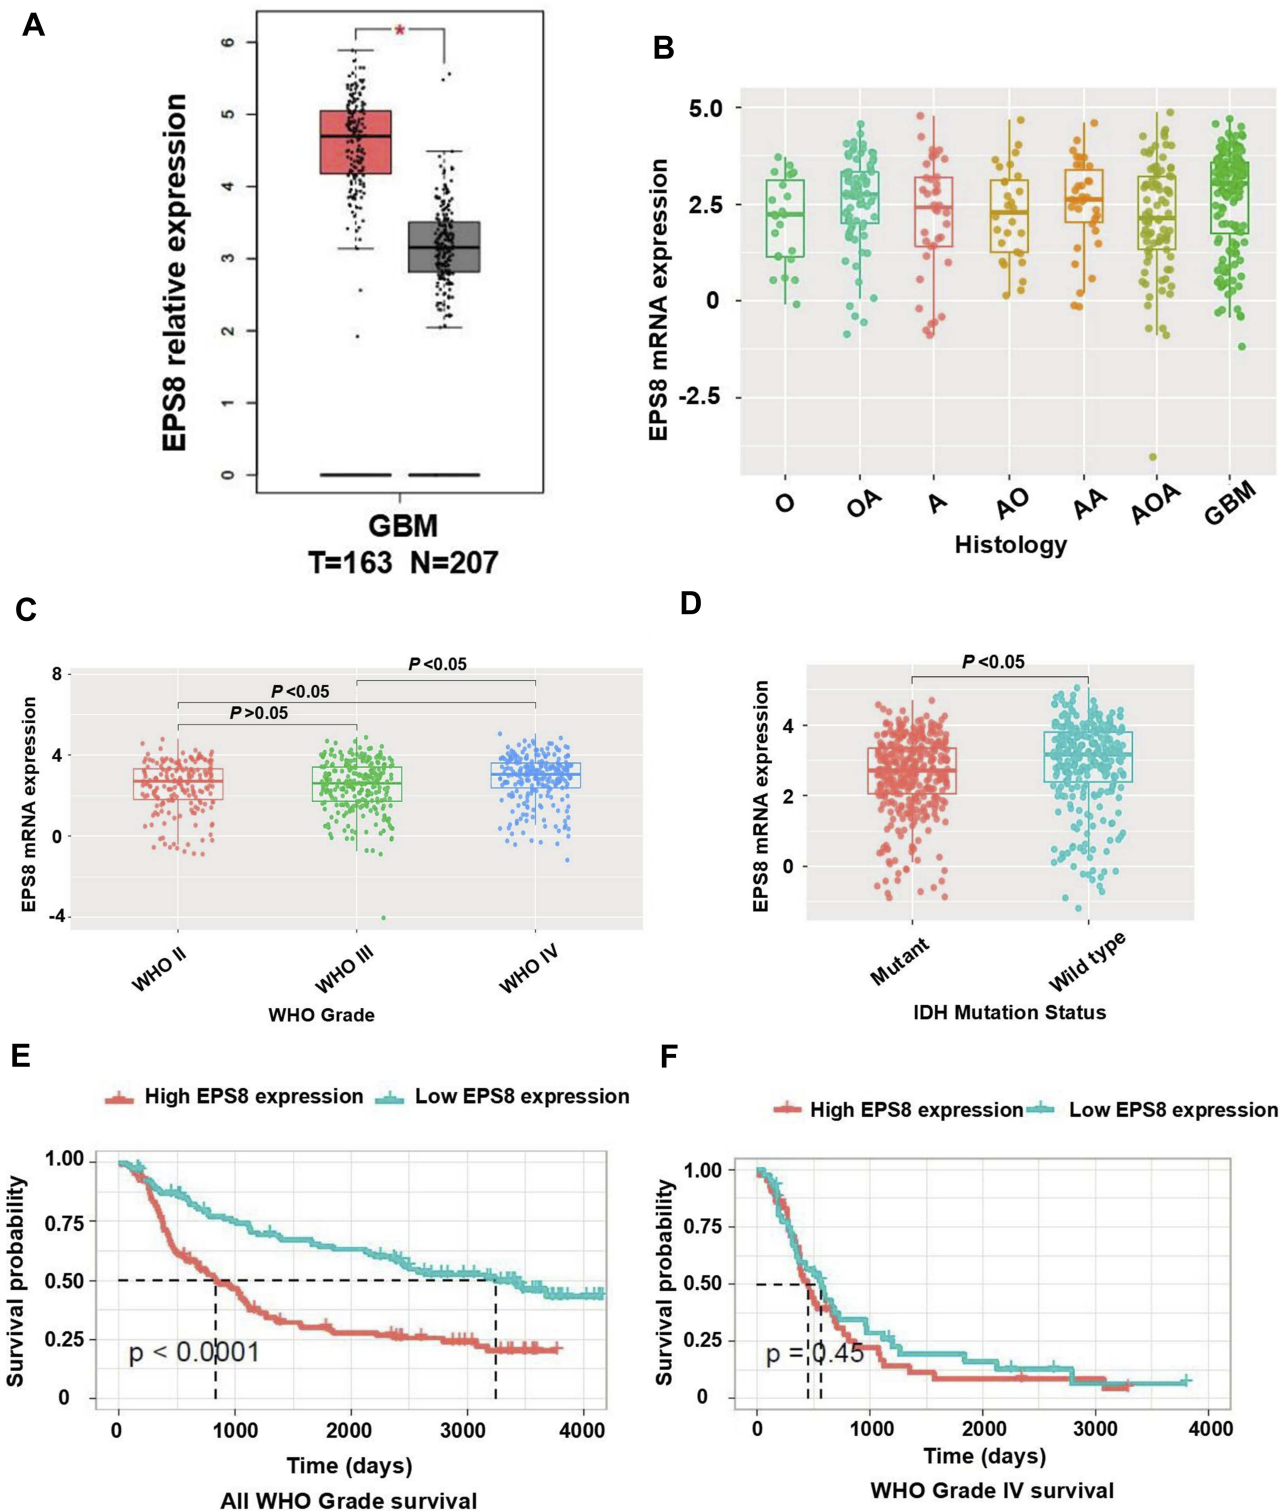 A
EPS8 relative expression
6
5
4
3
2
1
0
*
GBM
T=163 N=207
B
EPS8 mRNA expression
5.0
2.5
0
-2.5
O
OA
A
AO
AA
AOA
GBM
Histology
C
EPS8 mRNA expression
8
4
0
-4
P <0.05
P <0.05
P >0.05
WHO II
WHO III
WHO IV
WHO Grade
D
EPS8 mRNA expression
4
2
0
P <0.05
Mutant
Wild type
IDH Mutation Status
E
High EPS8 expression
Low EPS8 expression
Survival probability
1.00
0.75
0.50
0.25
0
p < 0.0001
0
1000
2000
3000
4000
Time (days)
All WHO Grade survival
F
High EPS8 expression
Low EPS8 expression
Survival probability
1.00
0.75
0.50
0.25
0
p = 0.45
0
1000
2000
3000
4000
Time (days)
WHO Grade IV survival